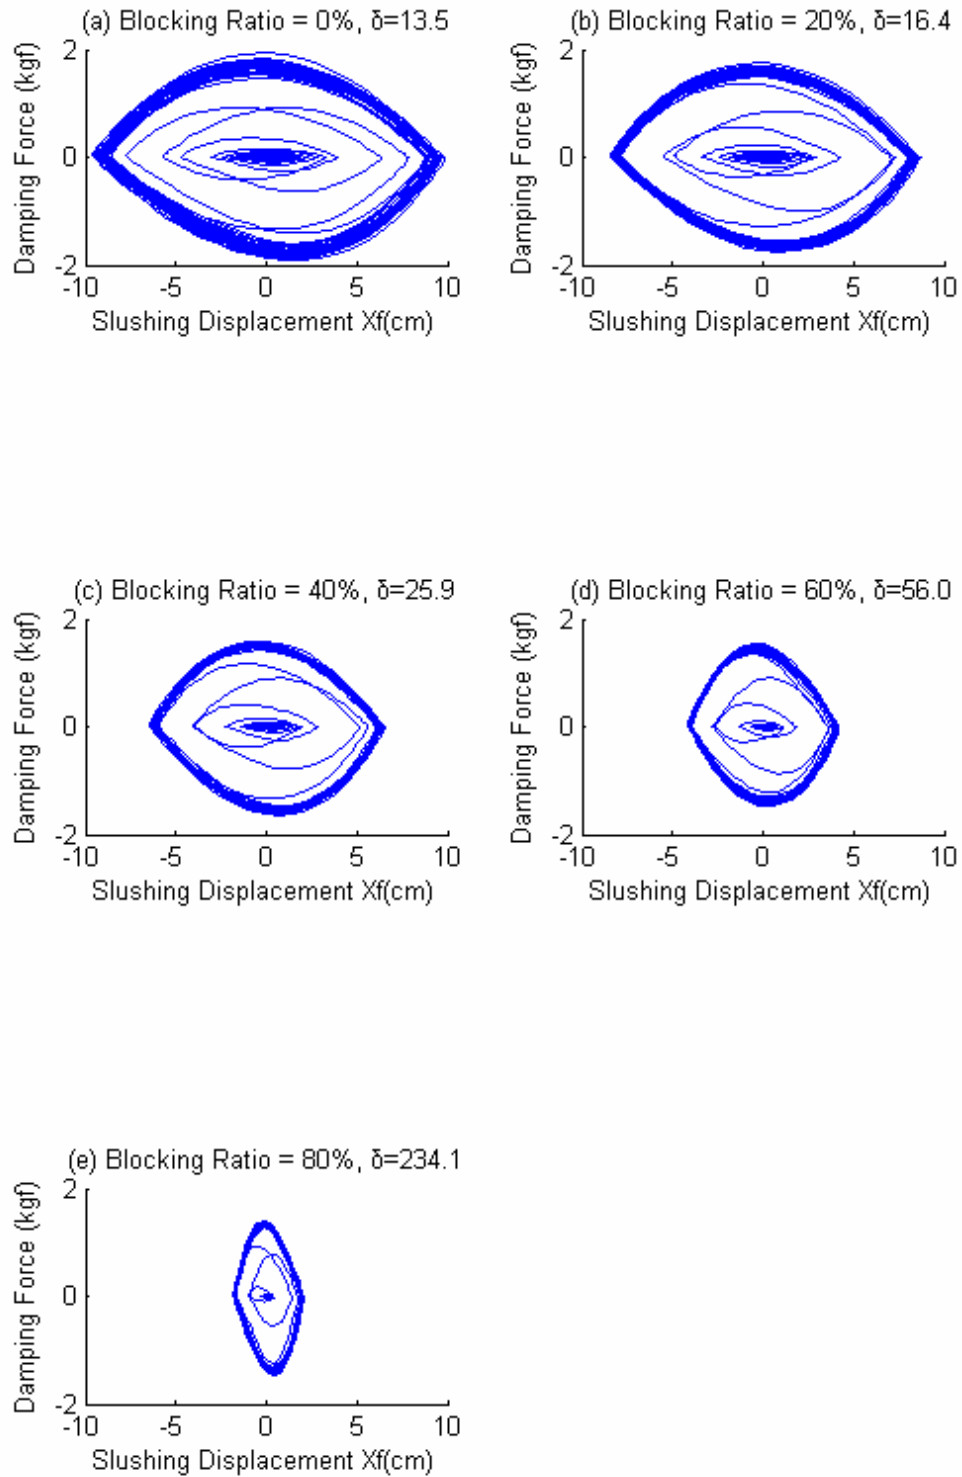 (a) Blocking Ratio = 0%, δ=13.5
2
0
-2
Damping Force (kgf)
-10 -5 0 5 10
Slushing Displacement Xf(cm)
(b) Blocking Ratio = 20%, δ=16.4
2
0
-2
Damping Force (kgf)
-10 -5 0 5 10
Slushing Displacement Xf(cm)
(c) Blocking Ratio = 40%, δ=25.9
2
0
-2
Damping Force (kgf)
-10 -5 0 5 10
Slushing Displacement Xf(cm)
(d) Blocking Ratio = 60%, δ=56.0
2
0
-2
Damping Force (kgf)
-10 -5 0 5 10
Slushing Displacement Xf(cm)
(e) Blocking Ratio = 80%, δ=234.1
2
0
-2
Damping Force (kgf)
-10 -5 0 5 10
Slushing Displacement Xf(cm)